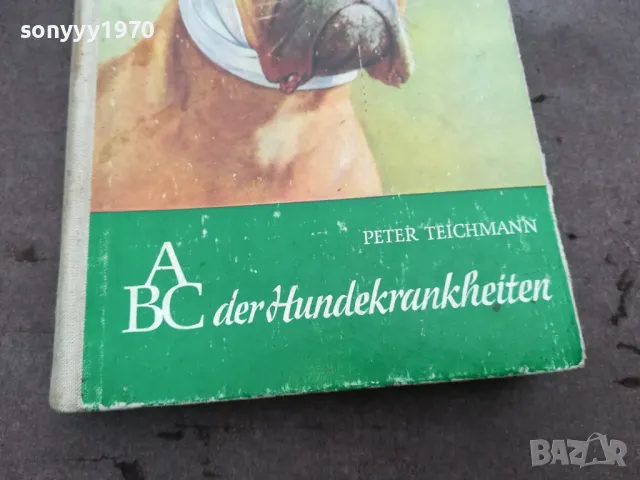 sonyyy1970
PETER TEICHMANN
ABC der Hundekrankheiten
BAZAR